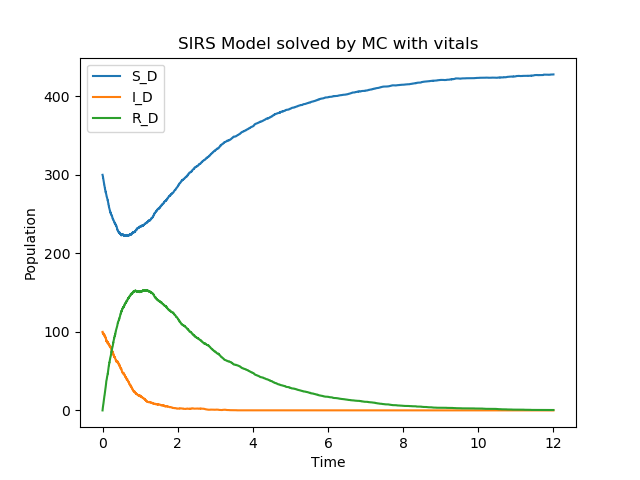 SIRS Model solved by MC with vitals
S_D
I_D
R_D
400
300
200
100
0
Population
0 2 4 6 8 10 12
Time